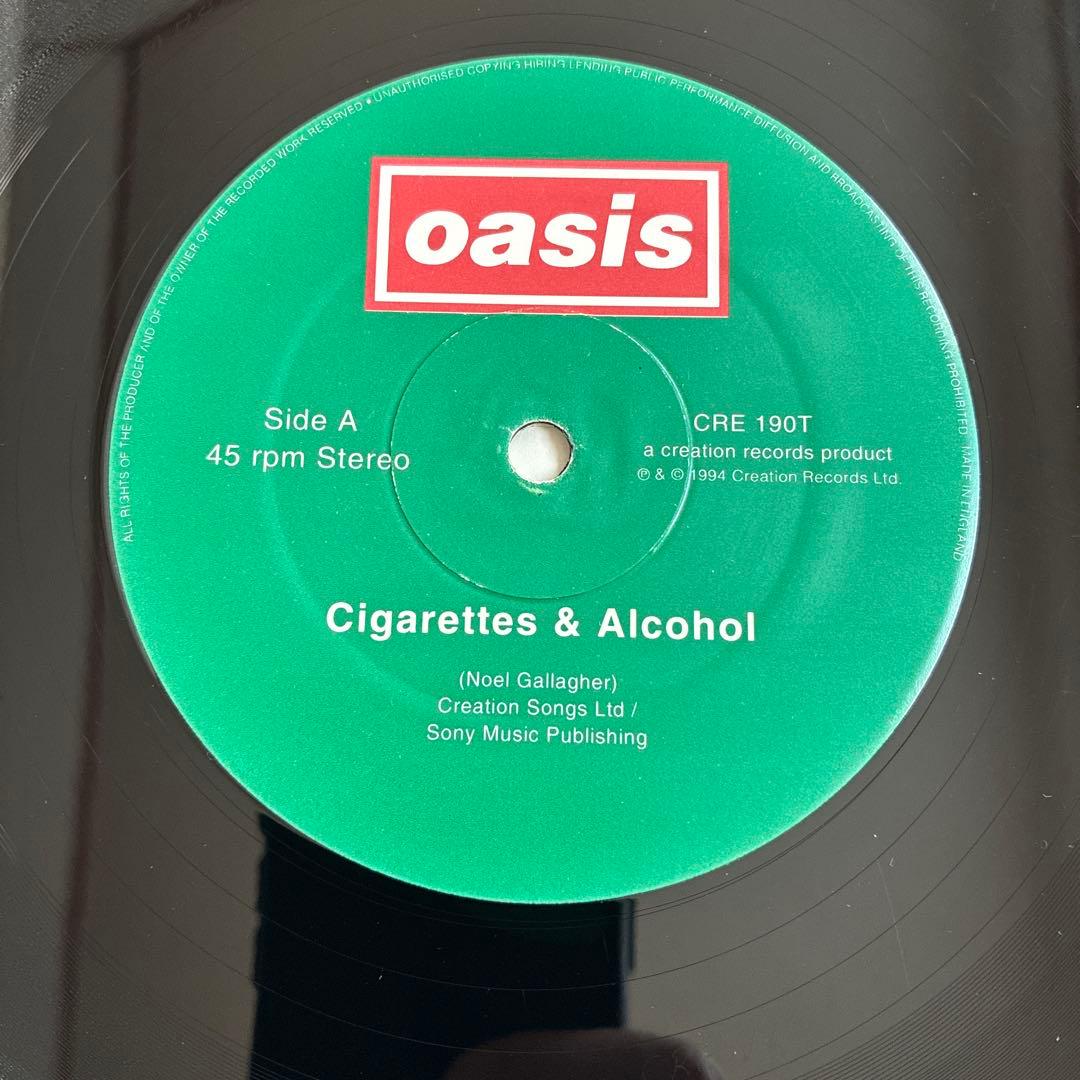 ALL RIGHTS OF THE PRODUCER AND OF THE OWNER OF THE RECORDED WORK RESERVED • UNAUTHORISED COPYING HIRING LENDING PUBLIC PERFORMANCE DIFFUSION AND BROADCASTING OF THIS RECORDING PROHIBITED MADE IN ENGLAND
oasis
Side A
45 rpm Stereo
CRE 190T
a creation records product
℗ & © 1994 Creation Records Ltd.
Cigarettes & Alcohol
(Noel Gallagher)
Creation Songs Ltd /
Sony Music Publishing